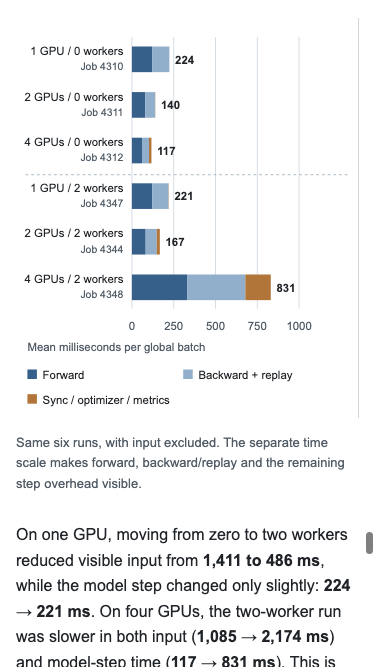 1 GPU / 0 workers
Job 4310
224
2 GPUs / 0 workers
Job 4311
140
4 GPUs / 0 workers
Job 4312
117
1 GPU / 2 workers
Job 4347
221
2 GPUs / 2 workers
Job 4344
167
4 GPUs / 2 workers
Job 4348
831
0 250 500 750 1000
Mean milliseconds per global batch
Forward
Backward + replay
Sync / optimizer / metrics
Same six runs, with input excluded. The separate time
scale makes forward, backward/replay and the remaining
step overhead visible.
On one GPU, moving from zero to two workers
reduced visible input from 1,411 to 486 ms,
while the model step changed only slightly: 224
→ 221 ms. On four GPUs, the two-worker run
was slower in both input (1,085 → 2,174 ms)
and model-step time (117 → 831 ms). This is